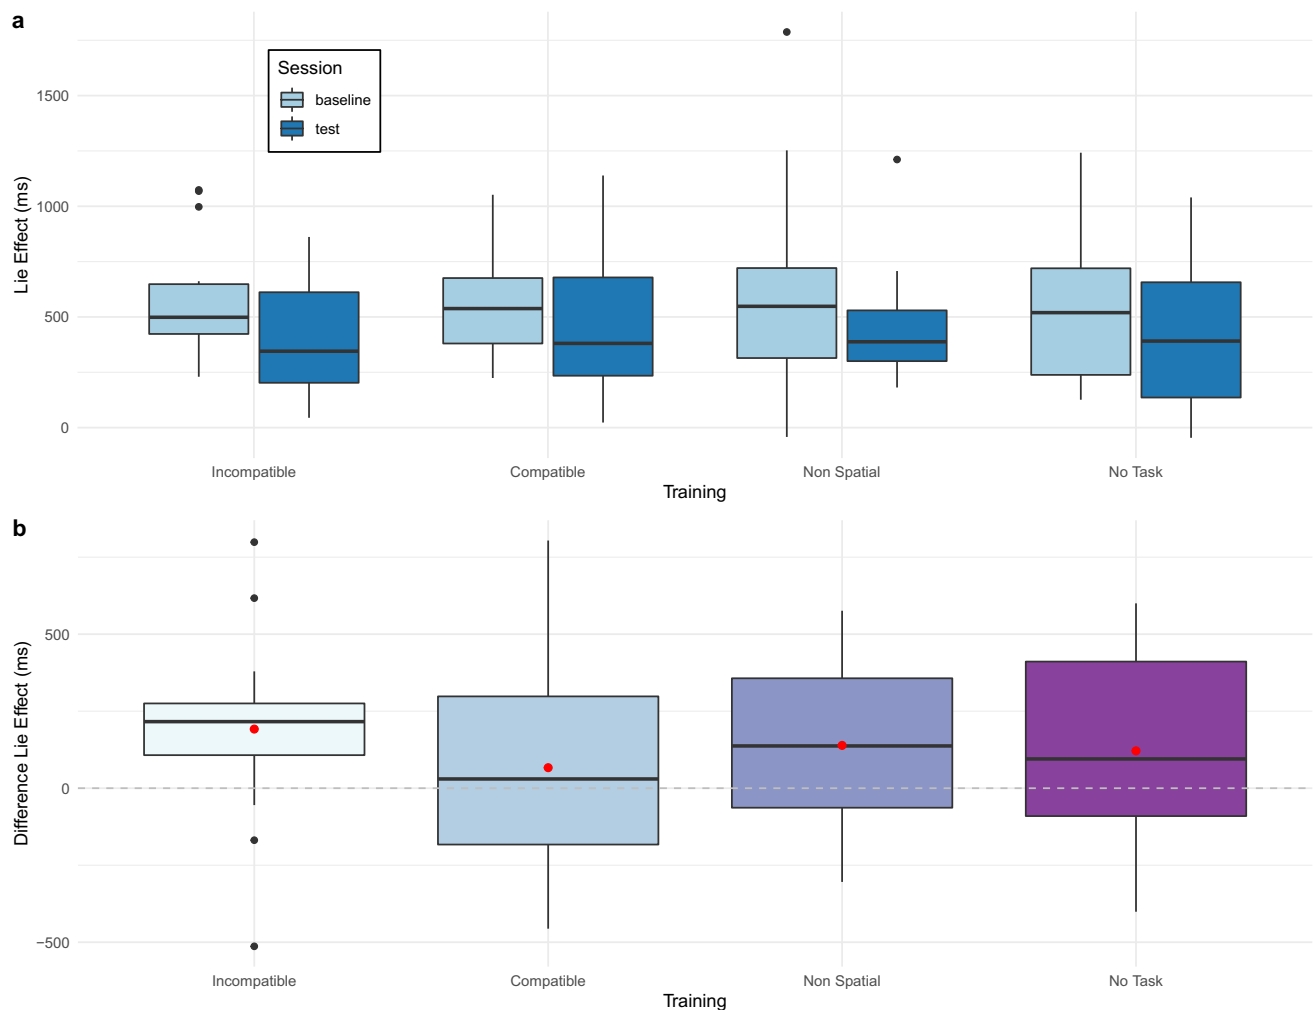 a
Session
baseline
test
1500
1000
500
0
Lie Effect (ms)
Incompatible Compatible Non Spatial No Task
Training
b
500
0
−500
Difference Lie Effect (ms)
Incompatible Compatible Non Spatial No Task
Training